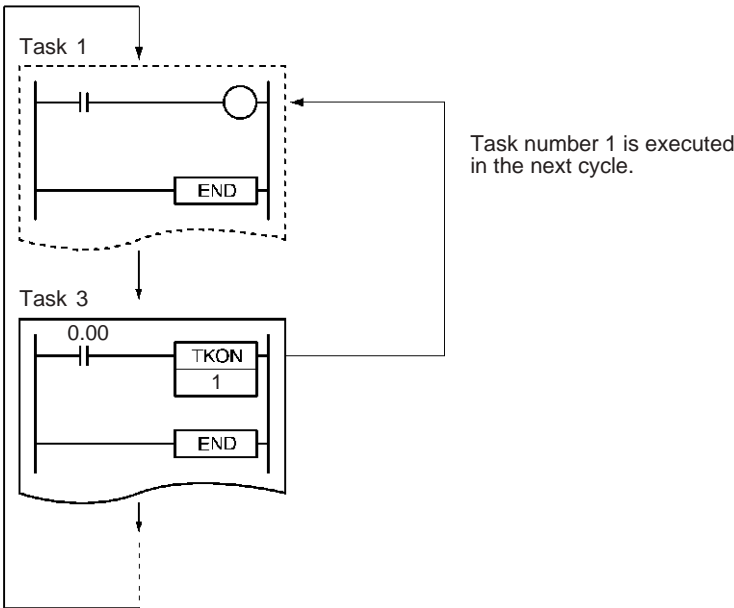 Task 1
END
Task number 1 is executed
in the next cycle.
Task 3
0.00
TKON
1
END